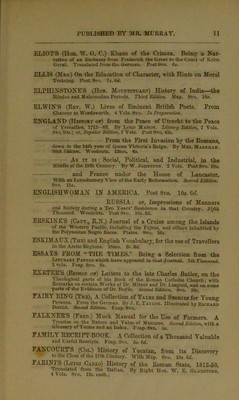 PUBLISHED BY MR. MURRAY. 11
ELIOT'S (HON. W. G. C.) Khans of the Crimea. Being a Nar-
rative of an Embassy from Frederick the Great to the Court of Krim
Gerai. Translated from the German. Post 8vo. 6s.
ELLIS (MRS.) On the Education of Character, with Hints on Moral
Training. Post 8vo. 7s. 6d.
ELPHINSTONE'S (HON. MOUNTSTUART) History of India—the
Hindoo and Mahomedan Periods. Third Edition. Map. 8vo. 18s.
ELWIN'S (REV. W.) Lives of Eminent British Poets. From
Chaucer to Wordsworth. 4 Vols. 8vo. In Preparation.
ENGLAND (HISTORY OF) from the Peace of Utrecht to the Peace
of Versailles, 1713—83. By LORD MAHON. Library Edition, 7 Vols.
8vo, 93s.; or, Popular Edition, 7 Vols. Post 8vo, 42s.
From the First Invasion by the Romans,
down to the 14th year of Queen Victoria's Reign. By MRS. MARKHAM.
98th Edition. Woodcuts. 12mo. 6s.
AS IT IS: Social, Political, and Industrial, in the
Middle of the 19th Century. By W. JOHNSTON. 2 Vols. Post 8vo. 18s.
and France under the House of Lancaster.
With an Introductory View of the Early Reformation. Second Edition.
8vo. 15s.
ENGLISHWOMAN IN AMERICA. Post 8vo. 10s. 6d.
RUSSIA: or, Impressions of Manners
and Society during a Ten Years' Residence in that Country. Fifth
Thousand. Woodcuts. Post 8vo. 10s. 6d.
ERSKINE'S (CAPT., R.N.) Journal of a Cruise among the Islands
of the Western Pacific, including the Fejees, and others inhabited by
the Polynesian Negro Races. Plates. 8vo. 16s.
ESKIMAUX (THE) and English Vocabulary, for the use of Travellers
in the Arctic Regions. 16mo. 3s. 6d.
ESSAYS FROM "THE TIMES." Being a Selection from the
LITERARY PAPERS which have appeared in that Journal. 7th Thousand.
2 vols. Fcap. 8vo. 8s.
EXETER'S (BISHOP OF) Letters to the late Charles Butler, on the
Theological parts of his Book of the Roman Catholic Church; with
Remarks on certain Works of Dr. Milner and Dr. Lingard, and on some
parts of the Evidence of Dr. Doyle. Second Edition. 8vo. 16s.
FAIRY RING (THE), A Collection of TALES and STORIES for Young
Persons. From the German. By J. E. TAYLOR. Illustrated by RICHARD
DOYLE. Second Edition. Fcap. 8vo.
FALKNER'S (FRED.) Muck Manual for the Use of Farmers. A
Treatise on the Nature and Value of Manures. Second Edition, with a
Glossary of Terms and an Index. Fcap. 8vo. 5s.
FAMILY RECEIPT-BOOK. A Collection of a Thousand Valuable
and Useful Receipts. Fcap. 8vo. 5s. 6d.
FANCOURT'S (COL.) History of Yucatan, from its Discovery
to the Close of the 17th Century. With Map. 8vo. 10s. 6d.
FARINI'S (LUIGI CARLO) History of the Roman State, 1815-50.
Translated from the Italian. By Right Hon. W. E. GLADSTONE.
4 Vols. 8vo. 12s. each.